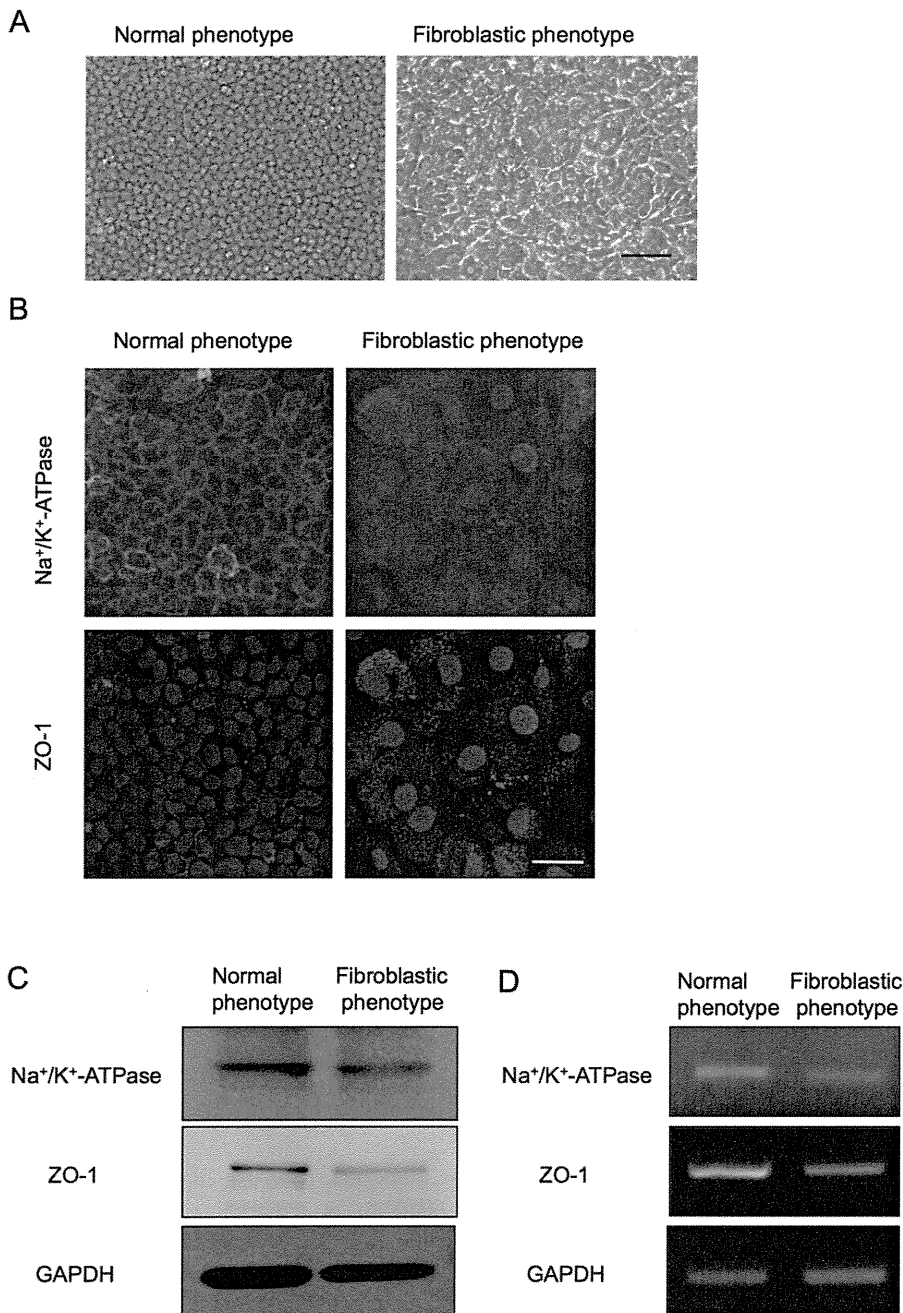 A
Normal phenotype
Fibroblastic phenotype
B
Normal phenotype
Fibroblastic phenotype
Na⁺/K⁺-ATPase
ZO-1
C
Normal phenotype
Fibroblastic phenotype
Na⁺/K⁺-ATPase
ZO-1
GAPDH
D
Normal phenotype
Fibroblastic phenotype
Na⁺/K⁺-ATPase
ZO-1
GAPDH